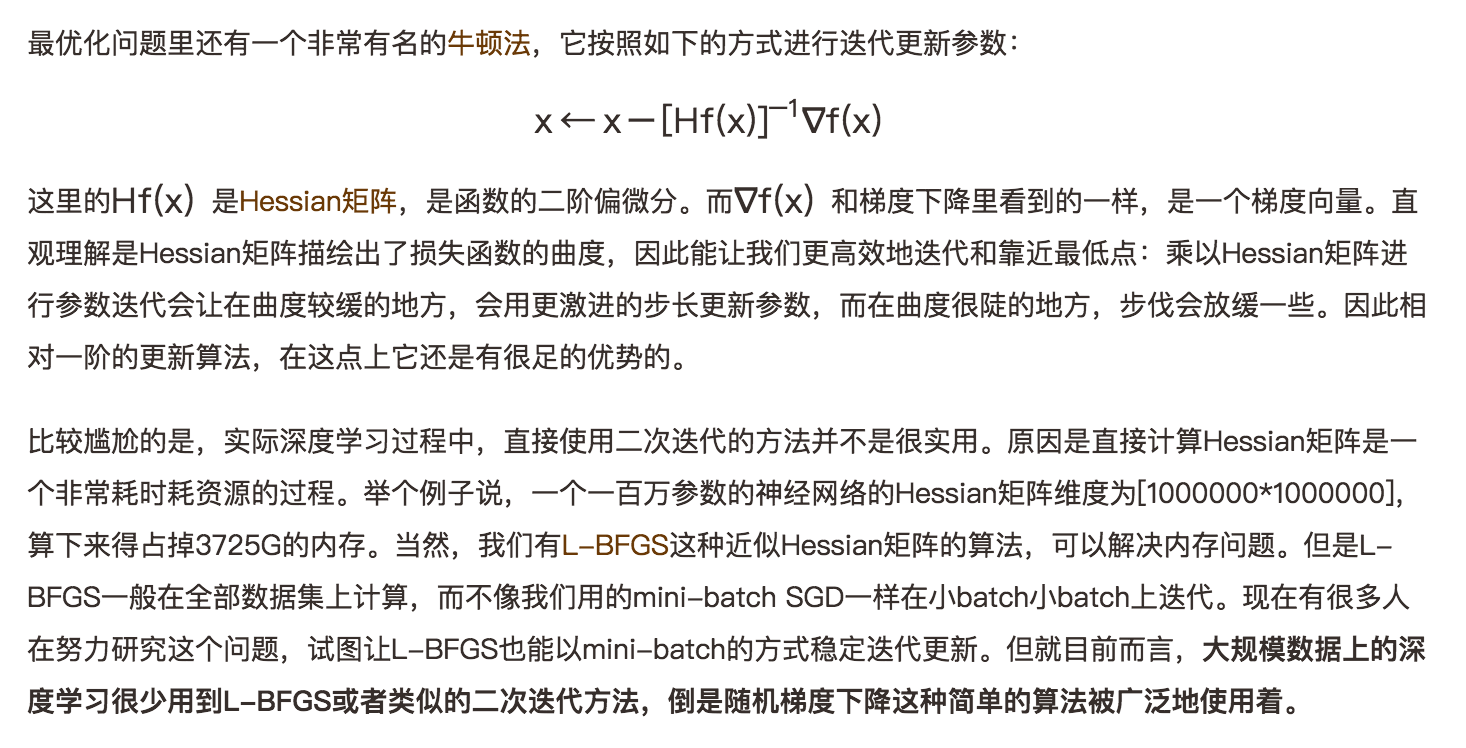 最优化问题里还有一个非常有名的牛顿法，它按照如下的方式进行迭代更新参数：
x ← x − [Hf(x)]⁻¹∇f(x)
这里的Hf(x) 是Hessian矩阵，是函数的二阶偏微分。而∇f(x) 和梯度下降里看到的一样，是一个梯度向量。直
观理解是Hessian矩阵描绘出了损失函数的曲度，因此能让我们更高效地迭代和靠近最低点：乘以Hessian矩阵进
行参数迭代会让在曲度较缓的地方，会用更激进的步长更新参数，而在曲度很陡的地方，步伐会放缓一些。因此相
对一阶的更新算法，在这点上它还是有很足的优势的。
比较尴尬的是，实际深度学习过程中，直接使用二次迭代的方法并不是很实用。原因是直接计算Hessian矩阵是一
个非常耗时耗资源的过程。举个例子说，一个一百万参数的神经网络的Hessian矩阵维度为[1000000*1000000]，
算下来得占掉3725G的内存。当然，我们有L-BFGS这种近似Hessian矩阵的算法，可以解决内存问题。但是L-
BFGS一般在全部数据集上计算，而不像我们用的mini-batch SGD一样在小batch小batch上迭代。现在有很多人
在努力研究这个问题，试图让L-BFGS也能以mini-batch的方式稳定迭代更新。但就目前而言，大规模数据上的深
度学习很少用到L-BFGS或者类似的二次迭代方法，倒是随机梯度下降这种简单的算法被广泛地使用着。